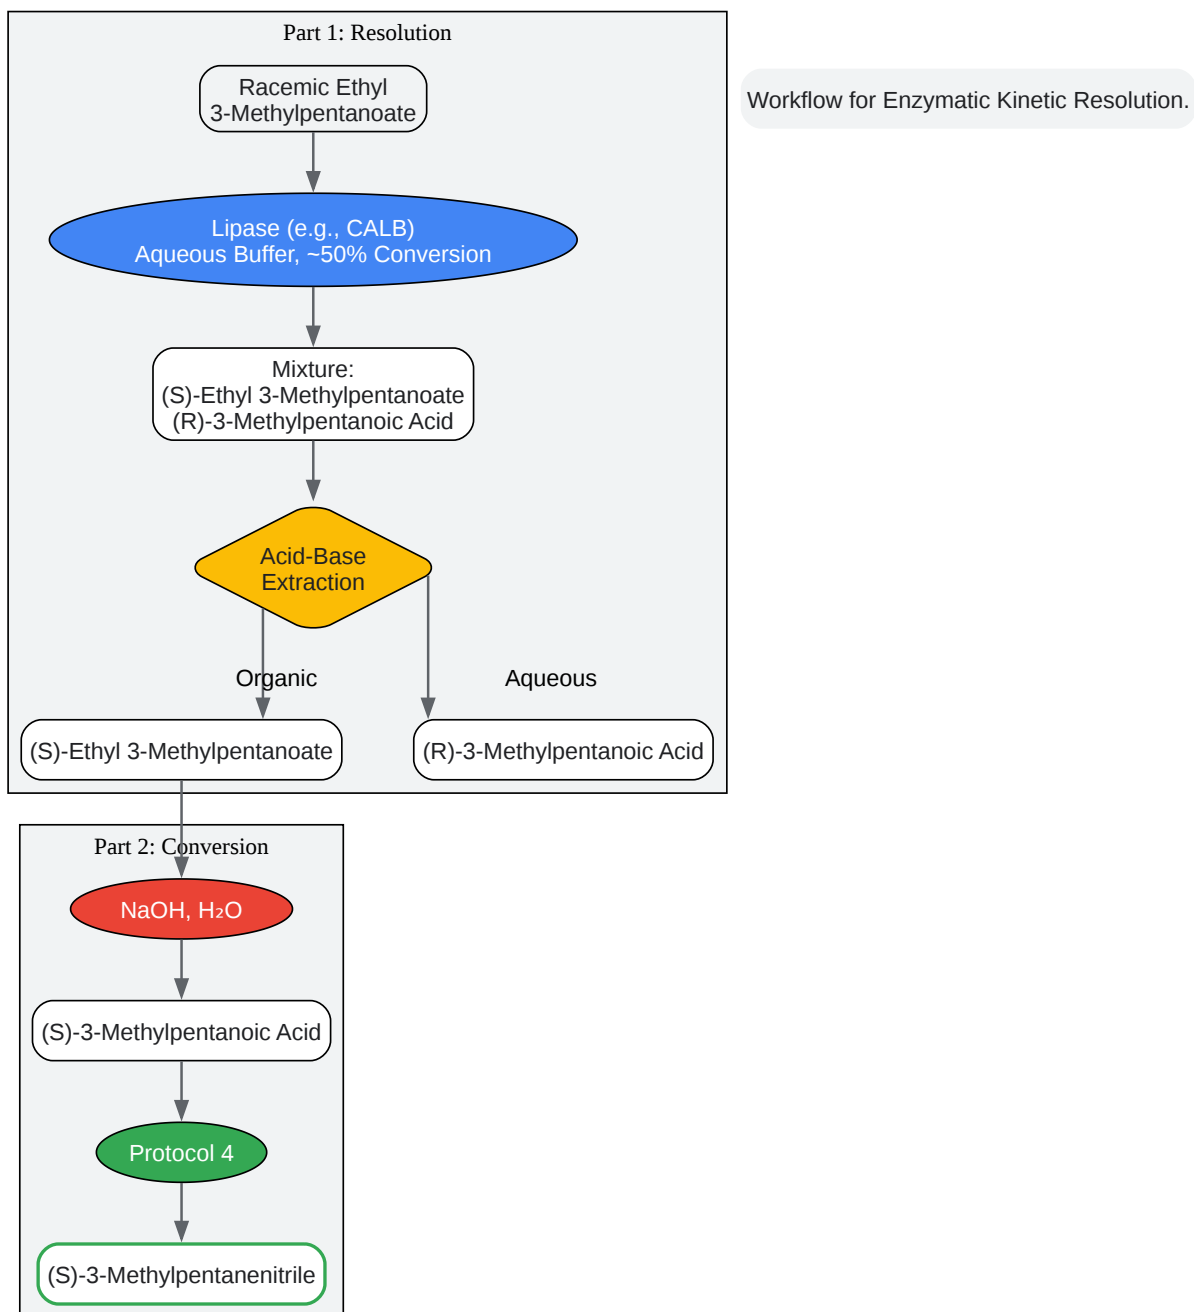 Part 1: Resolution
Racemic Ethyl
3-Methylpentanoate
Workflow for Enzymatic Kinetic Resolution.
Lipase (e.g., CALB)
Aqueous Buffer, ~50% Conversion
Mixture:
(S)-Ethyl 3-Methylpentanoate
(R)-3-Methylpentanoic Acid
Acid-Base
Extraction
Organic
Aqueous
(S)-Ethyl 3-Methylpentanoate
(R)-3-Methylpentanoic Acid
Part 2: Conversion
NaOH, H₂O
(S)-3-Methylpentanoic Acid
Protocol 4
(S)-3-Methylpentanenitrile